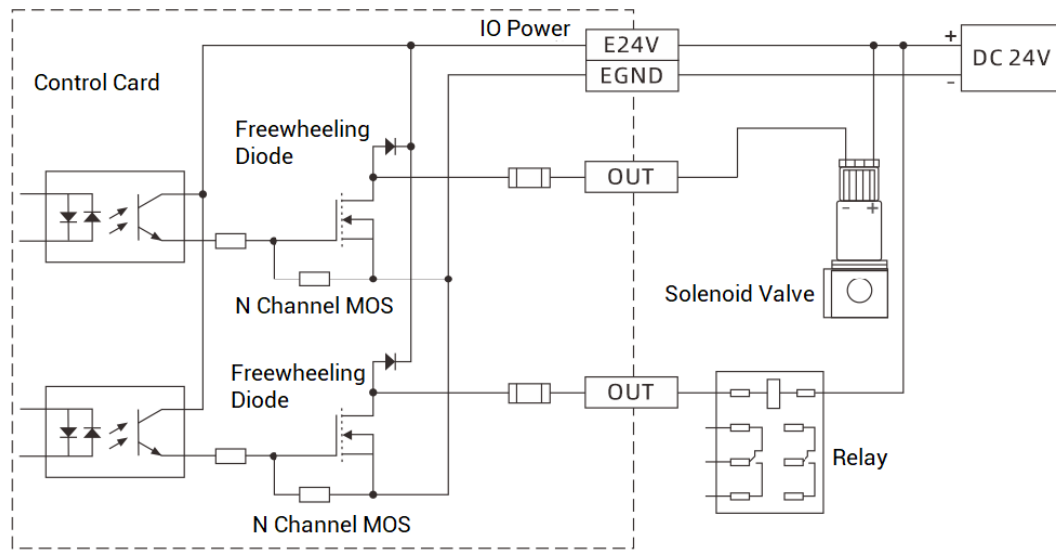 IO Power
E24V
+
DC 24V
EGND
-
Control Card
Freewheeling
Diode
OUT
- +
N Channel MOS
Solenoid Valve
Freewheeling
Diode
OUT
Relay
N Channel MOS